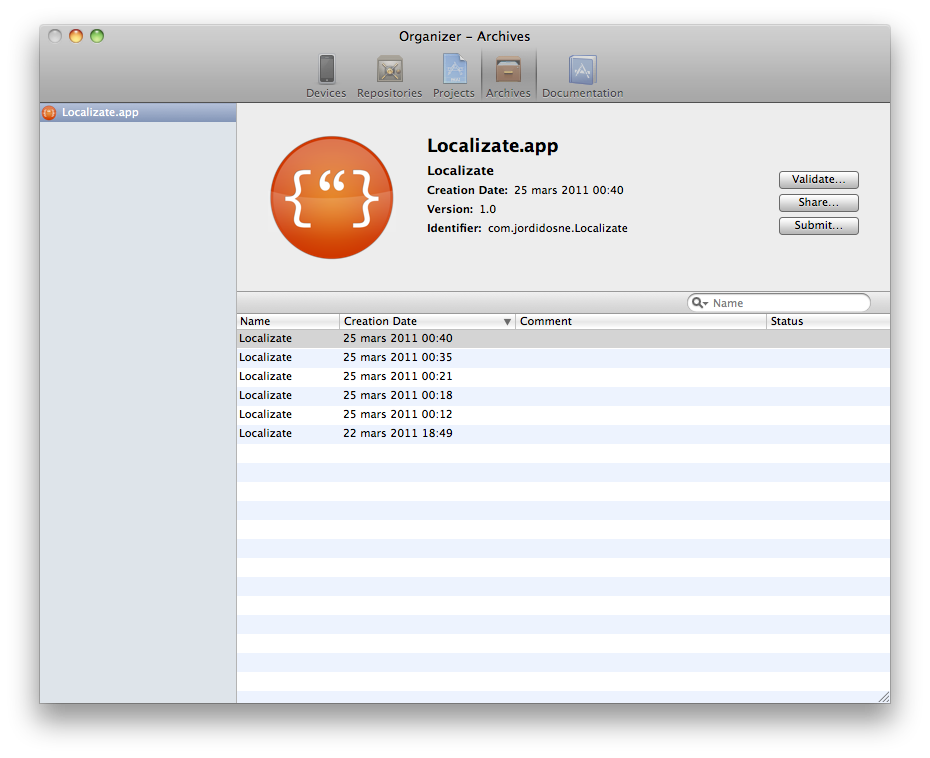 Organizer – Archives
Devices Repositories Projects Archives Documentation
Localizate.app
Localizate.app
Localizate
Creation Date: 25 mars 2011 00:40
Version: 1.0
Identifier: com.jordidosne.Localizate
Validate...
Share...
Submit...
{“}
Name
Name Creation Date Comment Status
Localizate 25 mars 2011 00:40
Localizate 25 mars 2011 00:35
Localizate 25 mars 2011 00:21
Localizate 25 mars 2011 00:18
Localizate 25 mars 2011 00:12
Localizate 22 mars 2011 18:49